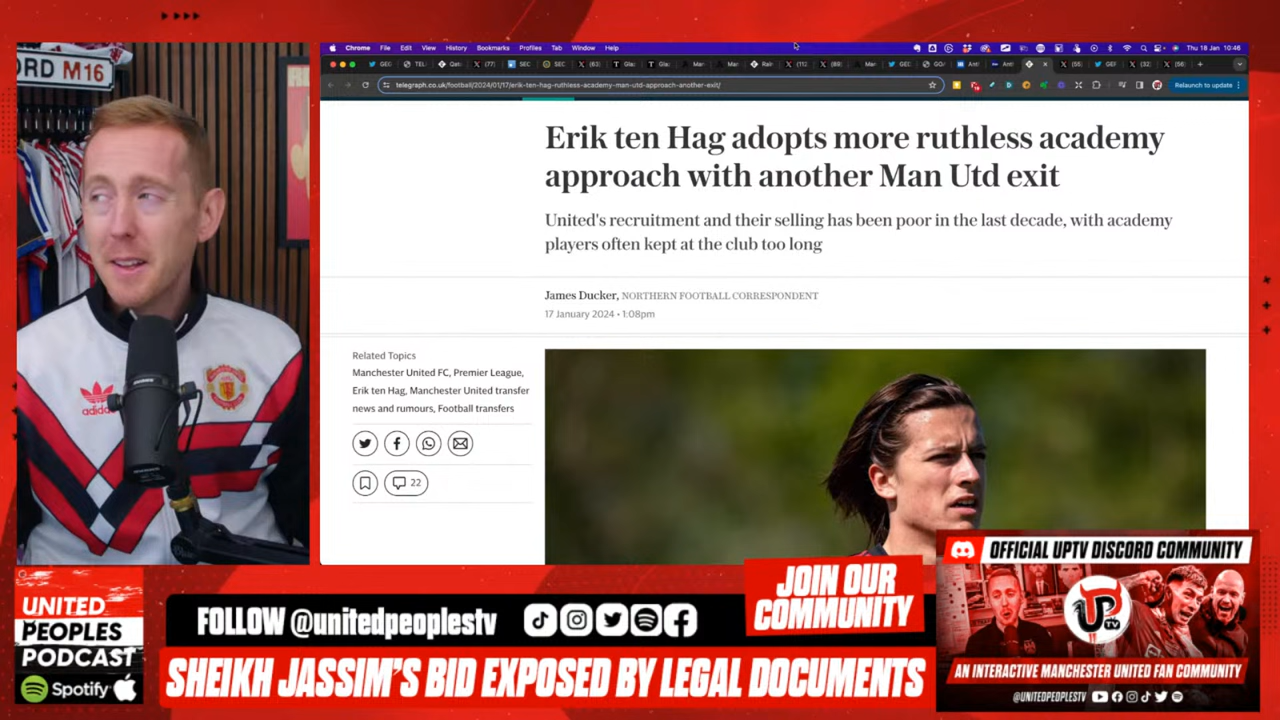 ORD M16
adidas
Chrome File Edit View History Bookmarks Profiles Tab Window Help
Thu 18 Jan 10:46
telegraph.co.uk/football/2024/01/17/erik-ten-hag-ruthless-academy-man-utd-approach-another-exit/
Relaunch to update
Erik ten Hag adopts more ruthless academy
approach with another Man Utd exit
United's recruitment and their selling has been poor in the last decade, with academy
players often kept at the club too long
James Ducker, NORTHERN FOOTBALL CORRESPONDENT
17 January 2024 • 1:08pm
Related Topics
Manchester United FC, Premier League,
Erik ten Hag, Manchester United transfer
news and rumours, Football transfers
22
UNITED
PEOPLES
PODCAST
Spotify
FOLLOW @unitedpeoplestv
JOIN OUR
COMMUNITY
SHEIKH JASSIM'S BID EXPOSED BY LEGAL DOCUMENTS
OFFICIAL UPTV DISCORD COMMUNITY
UP
TV
AN INTERACTIVE MANCHESTER UNITED FAN COMMUNITY
@UNITEDPEOPLESTV